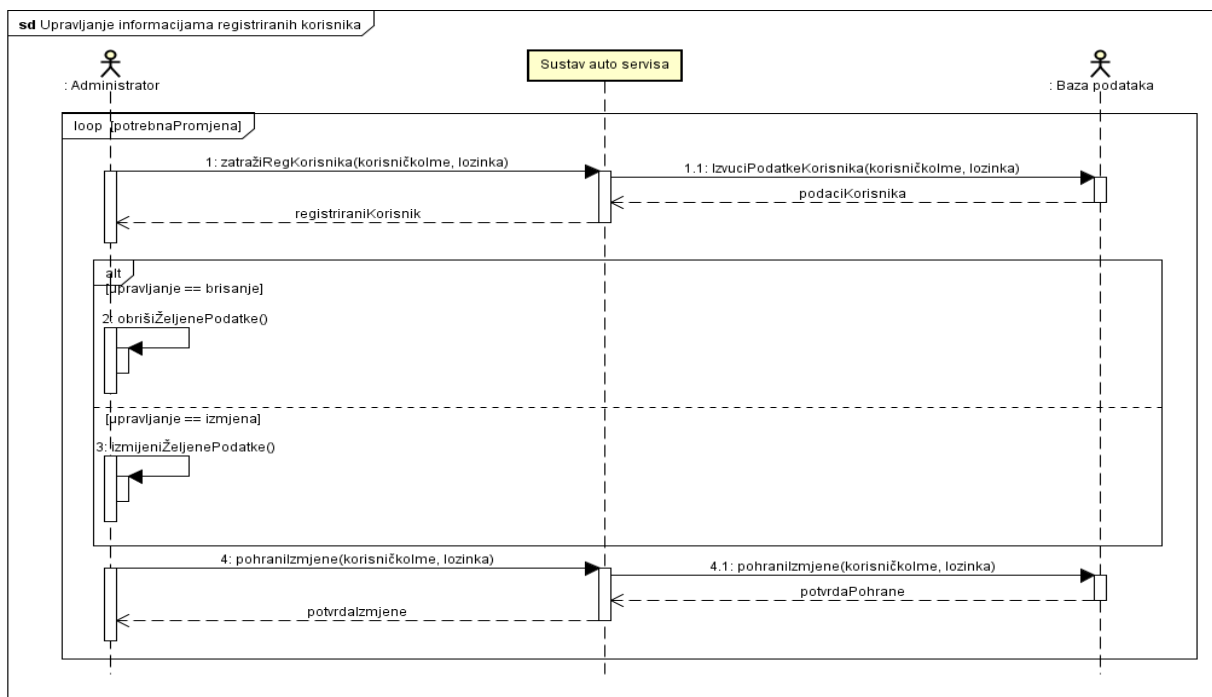 sd Upravljanje informacijama registriranih korisnika
: Administrator
Sustav auto servisa
: Baza podataka
loop [potrebnaPromjena]
1: zatražiRegKorisnika(korisničkoIme, lozinka)
1.1: IzvuciPodatkeKorisnika(korisničkoIme, lozinka)
podaciKorisnika
registriraniKorisnik
alt
[upravljanje == brisanje]
2: obrišiŽeljenePodatke()
[upravljanje == izmjena]
3: izmijeniŽeljenePodatke()
4: pohraniIzmjene(korisničkoIme, lozinka)
4.1: pohraniIzmjene(korisničkoIme, lozinka)
potvrdaPohrane
potvrdaIzmjene